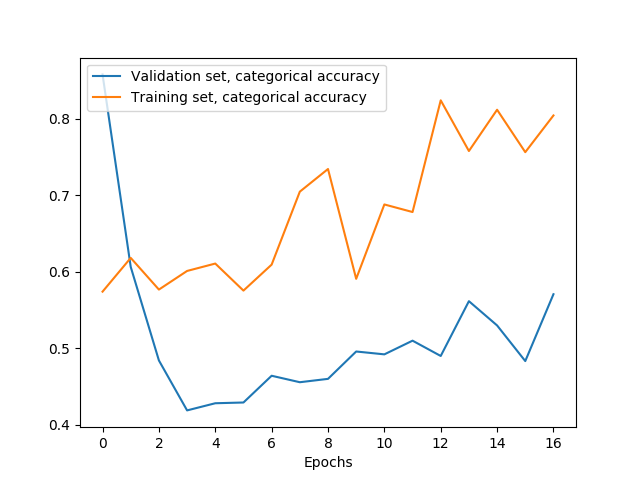 Validation set, categorical accuracy
Training set, categorical accuracy
0.8
0.7
0.6
0.5
0.4
0 2 4 6 8 10 12 14 16
Epochs